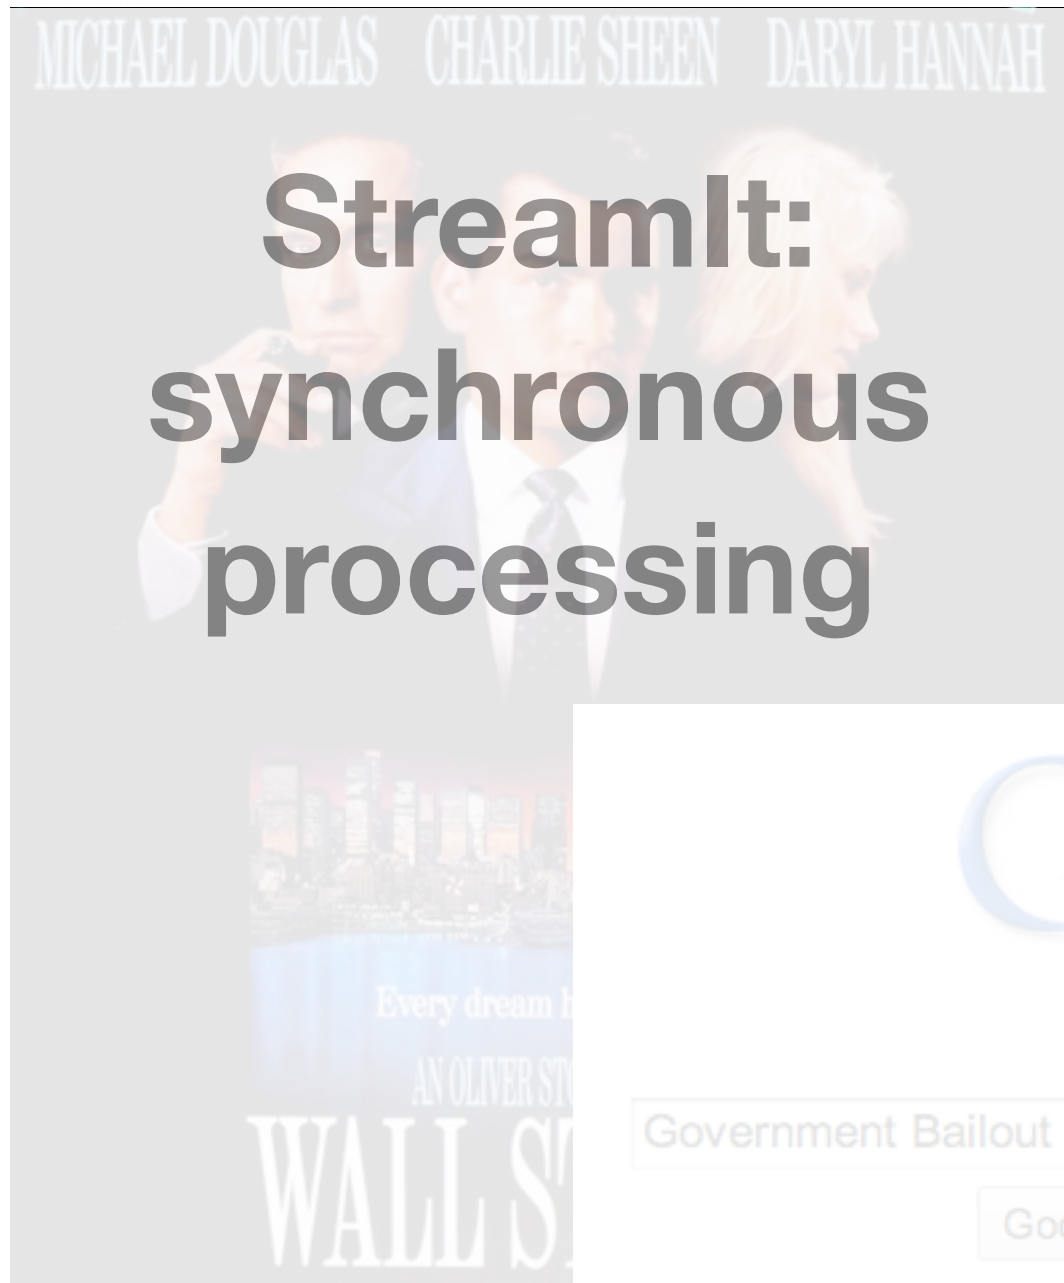 MICHAEL DOUGLAS CHARLIE SHEEN DARYL HANNAH
StreamIt:
synchronous
processing
Every dream h
AN OLIVER STO
WALL ST
Government Bailout
Goo